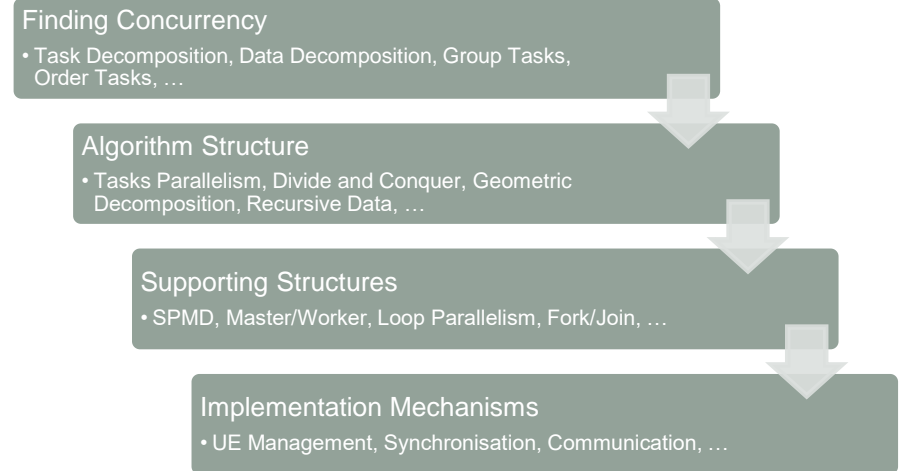 Finding Concurrency
• Task Decomposition, Data Decomposition, Group Tasks,
Order Tasks, …
Algorithm Structure
• Tasks Parallelism, Divide and Conquer, Geometric
Decomposition, Recursive Data, …
Supporting Structures
• SPMD, Master/Worker, Loop Parallelism, Fork/Join, …
Implementation Mechanisms
• UE Management, Synchronisation, Communication, …